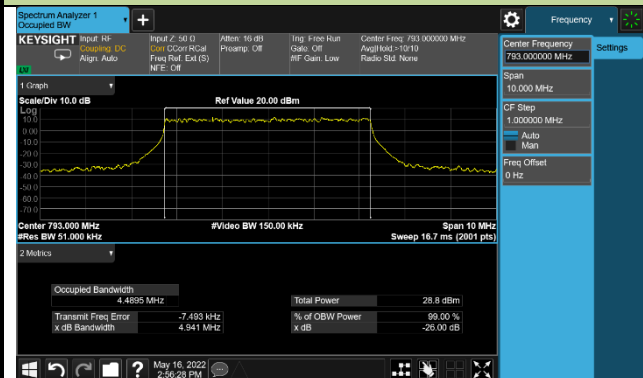 Spectrum Analyzer 1
Occupied BW
Frequency
KEYSIGHT
Input: RF
Coupling: DC
Align: Auto
Input Z: 50 Ω
Corr CCorr RCal
Freq Ref: Ext (S)
NFE: Off
Atten: 16 dB
Preamp: Off
Trig: Free Run
Gate: Off
#IF Gain: Low
Center Freq: 793.000000 MHz
Avg|Hold:>10/10
Radio Std: None
Center Frequency
793.000000 MHz
Settings
Span
10.000 MHz
CF Step
1.000000 MHz
Auto
Man
Freq Offset
0 Hz
1 Graph
Scale/Div 10.0 dB
Ref Value 20.00 dBm
Log
10.0
0.00
-10.0
-20.0
-30.0
-40.0
-50.0
-60.0
-70.0
Center 793.000 MHz
#Video BW 150.00 kHz
Span 10 MHz
#Res BW 51.000 kHz
Sweep 16.7 ms (2001 pts)
2 Metrics
Occupied Bandwidth
4.4895 MHz
Total Power
28.8 dBm
Transmit Freq Error
-7.493 kHz
% of OBW Power
99.00 %
x dB Bandwidth
4.941 MHz
x dB
-26.00 dB
May 16, 2022
2:56:28 PM